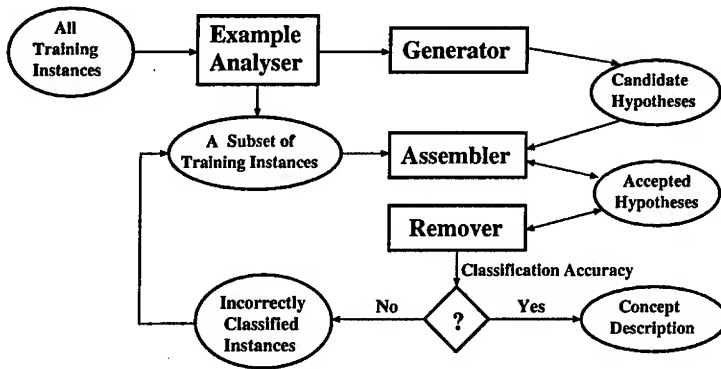 All
Training
Instances
Example
Analyser
Generator
Candidate
Hypotheses
A Subset of
Training Instances
Assembler
Accepted
Hypotheses
Remover
Classification Accuracy
Incorrectly
Classified
Instances
No
?
Yes
Concept
Description